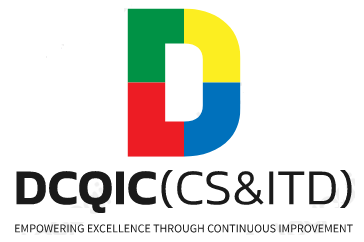 D
DCQIC(CS&ITD)
EMPOWERING EXCELLENCE THROUGH CONTINUOUS IMPROVEMENT